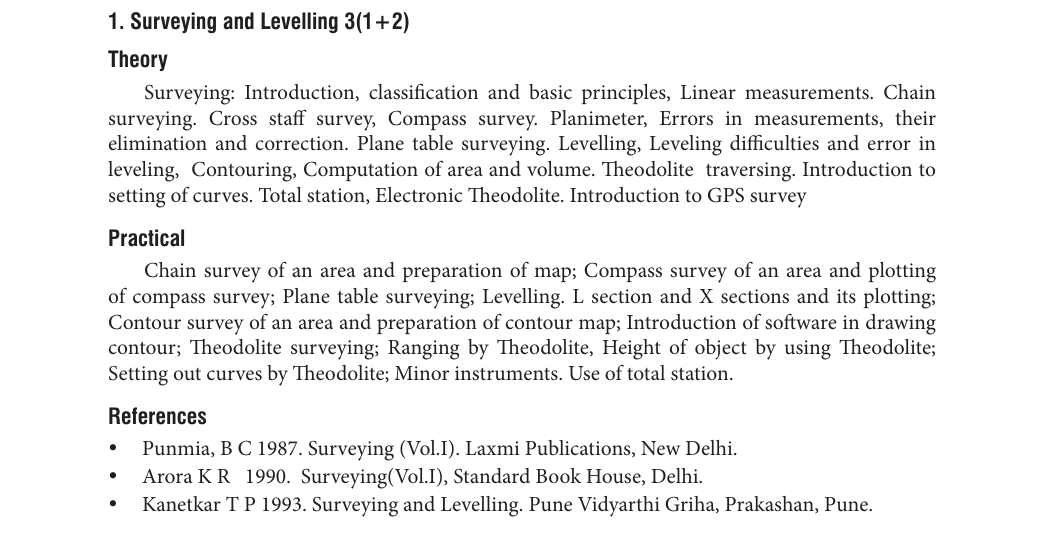 1. Surveying and Levelling 3(1+2)
Theory
Surveying: Introduction, classification and basic principles, Linear measurements. Chain
surveying. Cross staff survey, Compass survey. Planimeter, Errors in measurements, their
elimination and correction. Plane table surveying. Levelling, Leveling difficulties and error in
leveling, Contouring, Computation of area and volume. Theodolite traversing. Introduction to
setting of curves. Total station, Electronic Theodolite. Introduction to GPS survey
Practical
Chain survey of an area and preparation of map; Compass survey of an area and plotting
of compass survey; Plane table surveying; Levelling. L section and X sections and its plotting;
Contour survey of an area and preparation of contour map; Introduction of software in drawing
contour; Theodolite surveying; Ranging by Theodolite, Height of object by using Theodolite;
Setting out curves by Theodolite; Minor instruments. Use of total station.
References
• Punmia, B C 1987. Surveying (Vol.I). Laxmi Publications, New Delhi.
• Arora K R 1990. Surveying(Vol.I), Standard Book House, Delhi.
• Kanetkar T P 1993. Surveying and Levelling. Pune Vidyarthi Griha, Prakashan, Pune.